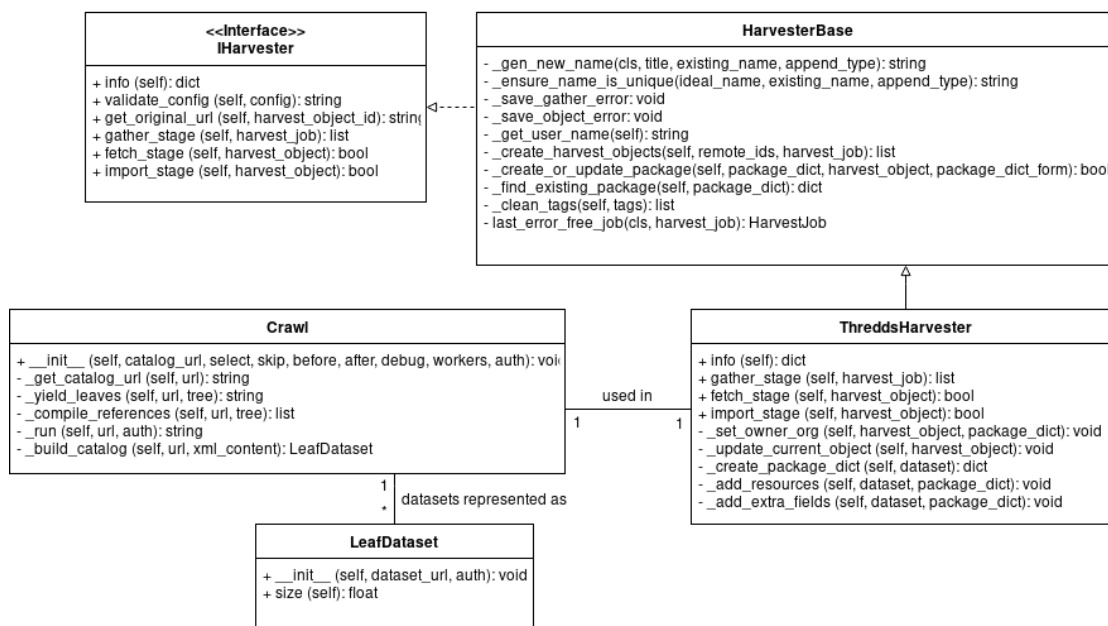 <<Interface>>
IHarvester
+ info (self): dict
+ validate_config (self, config): string
+ get_original_url (self, harvest_object_id): string
+ gather_stage (self, harvest_job): list
+ fetch_stage (self, harvest_object): bool
+ import_stage (self, harvest_object): bool
HarvesterBase
- _gen_new_name(cls, title, existing_name, append_type): string
- _ensure_name_is_unique(ideal_name, existing_name, append_type): string
- _save_gather_error: void
- _save_object_error: void
- _get_user_name(self): string
- _create_harvest_objects(self, remote_ids, harvest_job): list
- _create_or_update_package(self, package_dict, harvest_object, package_dict_form): bool
- _find_existing_package(self, package_dict): dict
- _clean_tags(self, tags): list
- last_error_free_job(cls, harvest_job): HarvestJob
Crawl
+ __init__ (self, catalog_url, select, skip, before, after, debug, workers, auth): void
- _get_catalog_url (self, url): string
- _yield_leaves (self, url, tree): string
- _compile_references (self, url, tree): list
- _run (self, url, auth): string
- _build_catalog (self, url, xml_content): LeafDataset
used in
1
1
ThreddsHarvester
+ info (self): dict
+ gather_stage (self, harvest_job): list
+ fetch_stage (self, harvest_object): bool
+ import_stage (self, harvest_object): bool
- _set_owner_org (self, harvest_object, package_dict): void
- _update_current_object (self, harvest_object): void
- _create_package_dict (self, dataset): dict
- _add_resources (self, dataset, package_dict): void
- _add_extra_fields (self, dataset, package_dict): void
1
datasets represented as
*
LeafDataset
+ __init__ (self, dataset_url, auth): void
+ size (self): float